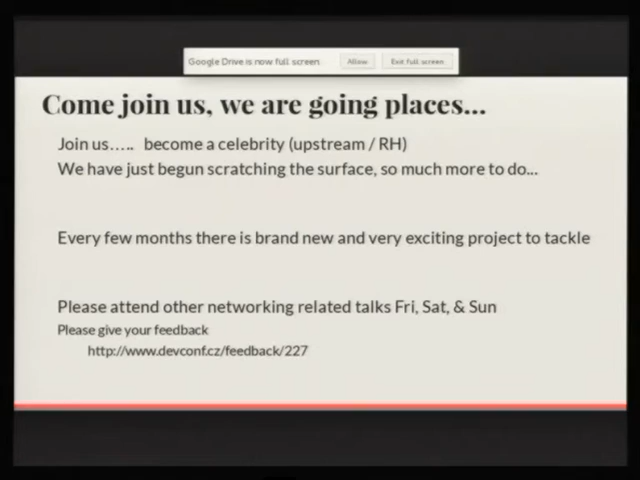 Google Drive is now full screen. Allow Exit full screen
Come join us, we are going places...
Join us..... become a celebrity (upstream / RH)
We have just begun scratching the surface, so much more to do...
Every few months there is brand new and very exciting project to tackle
Please attend other networking related talks Fri, Sat, & Sun
Please give your feedback
http://www.devconf.cz/feedback/227